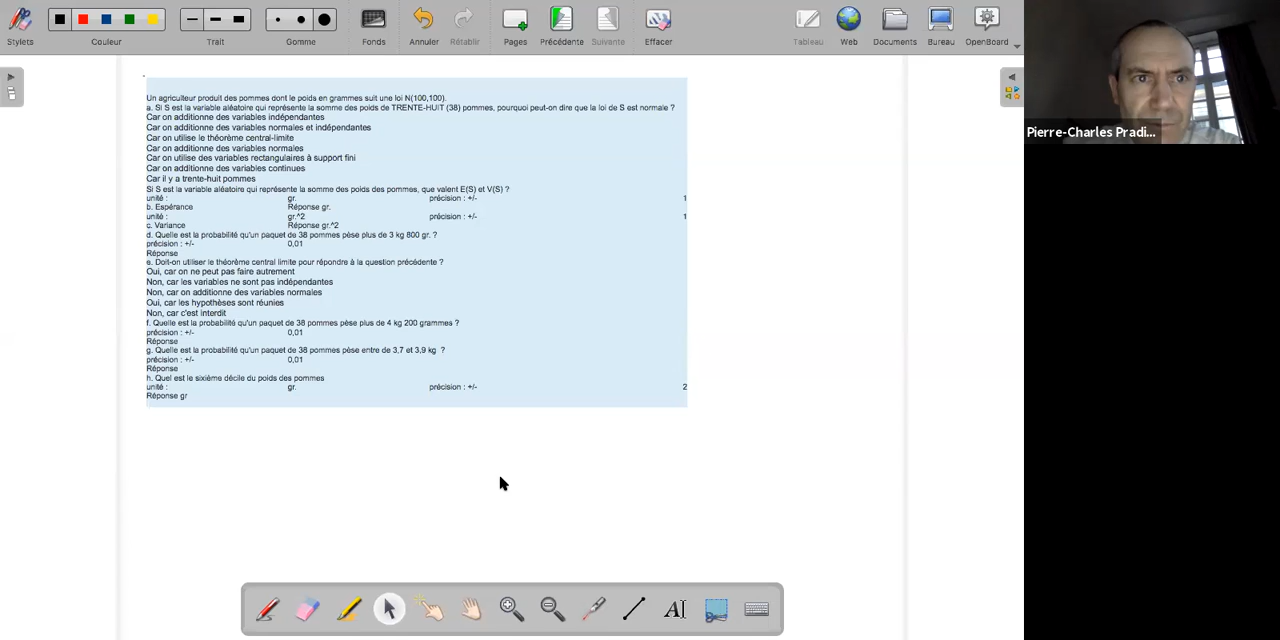 Stylets
Couleur
Trait
Gomme
Fonds
Annuler
Rétablir
Pages
Précédente
Suivante
Effacer
Tableau
Web
Documents
Bureau
OpenBoard
Pierre-Charles Pradi...
Un agriculteur produit des pommes dont le poids en grammes suit une loi N(100,100).
a. Si S est la variable aléatoire qui représente la somme des poids de TRENTE-HUIT (38) pommes, pourquoi peut-on dire que la loi de S est normale ?
Car on additionne des variables indépendantes
Car on additionne des variables normales et indépendantes
Car on utilise le théorème central-limite
Car on additionne des variables normales
Car on utilise des variables rectangulaires à support fini
Car on additionne des variables continues
Car il y a trente-huit pommes
Si S est la variable aléatoire qui représente la somme des poids des pommes, que valent E(S) et V(S) ?
unité : gr. précision : +/- 1
b. Espérance Réponse gr.
unité : gr.^2 précision : +/- 1
c. Variance Réponse gr.^2
d. Quelle est la probabilité qu'un paquet de 38 pommes pèse plus de 3 kg 800 gr. ?
précision : +/- 0,01
Réponse
e. Doit-on utiliser le théorème central limite pour répondre à la question précédente ?
Oui, car on ne peut pas faire autrement
Non, car les variables ne sont pas indépendantes
Non, car on additionne des variables normales
Oui, car les hypothèses sont réunies
Non, car c'est interdit
f. Quelle est la probabilité qu'un paquet de 38 pommes pèse plus de 4 kg 200 grammes ?
précision : +/- 0,01
Réponse
g. Quelle est la probabilité qu'un paquet de 38 pommes pèse entre de 3,7 et 3,9 kg ?
précision : +/- 0,01
Réponse
h. Quel est le sixième décile du poids des pommes
unité : gr. précision : +/- 2
Réponse gr